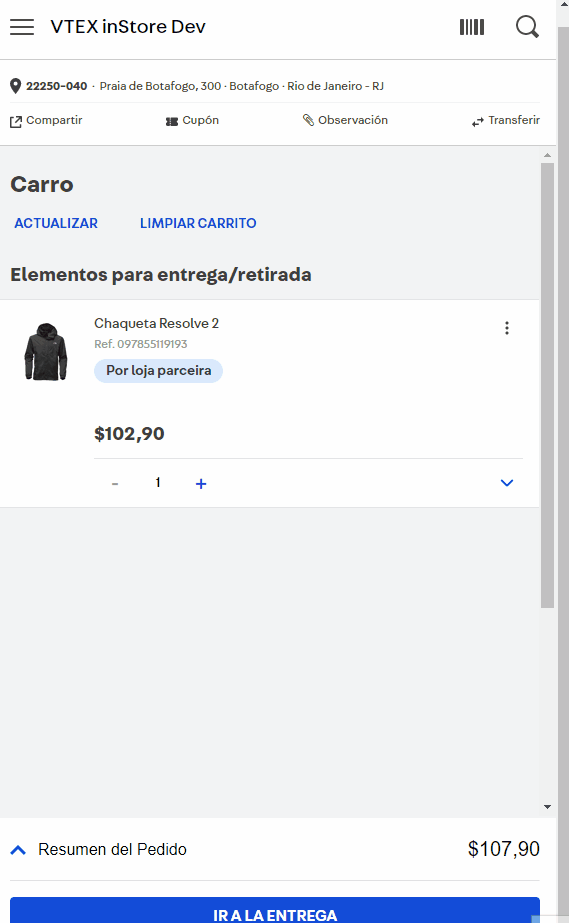 VTEX inStore Dev
22250-040 · Praia de Botafogo, 300 · Botafogo · Rio de Janeiro - RJ
Compartir Cupón Observación Transferir
Carro
ACTUALIZAR LIMPIAR CARRITO
Elementos para entrega/retirada
Chaqueta Resolve 2
Ref. 097855119193
Por loja parceira
$102,90
- 1 +
Resumen del Pedido $107,90
IR A LA ENTREGA